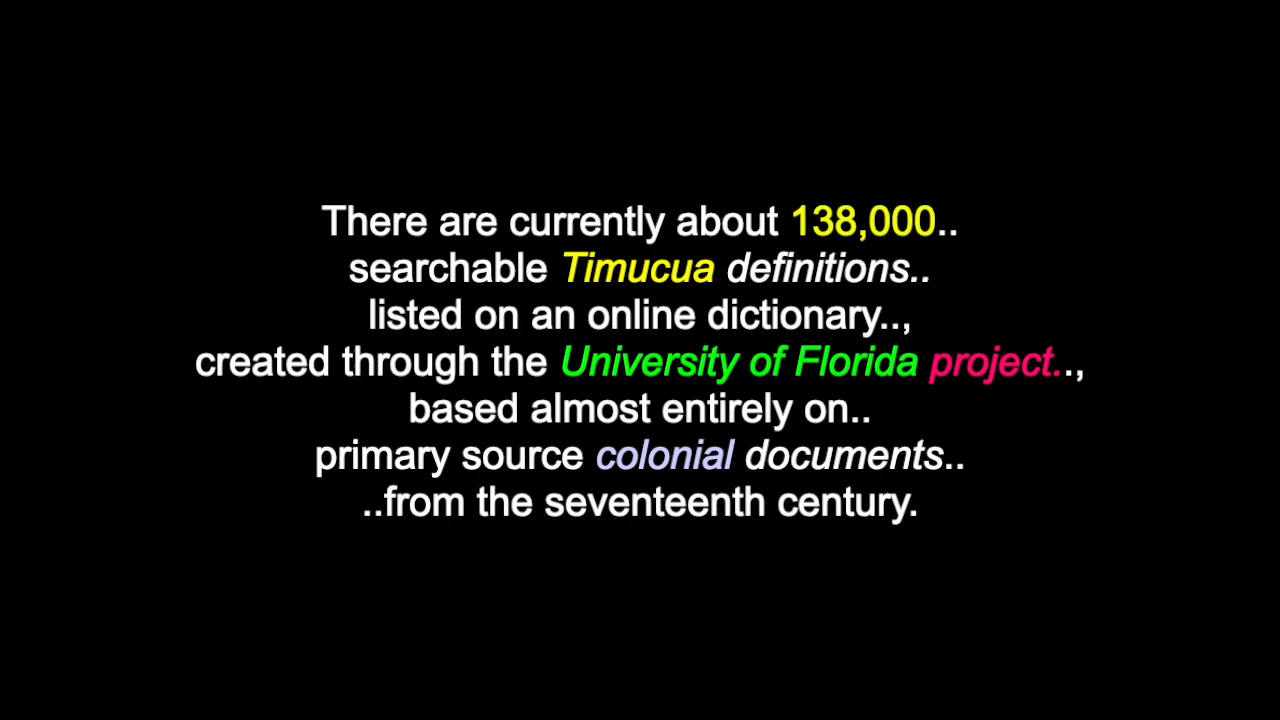 There are currently about 138,000..
searchable Timucua definitions..
listed on an online dictionary..,
created through the University of Florida project..,
based almost entirely on..
primary source colonial documents..
..from the seventeenth century.